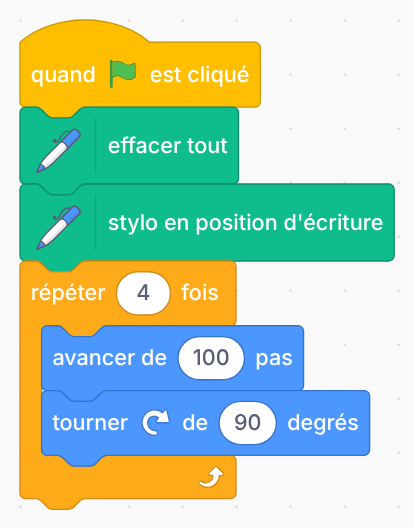 quand est cliqué
effacer tout
stylo en position d'écriture
répéter 4 fois
avancer de 100 pas
tourner de 90 degrés